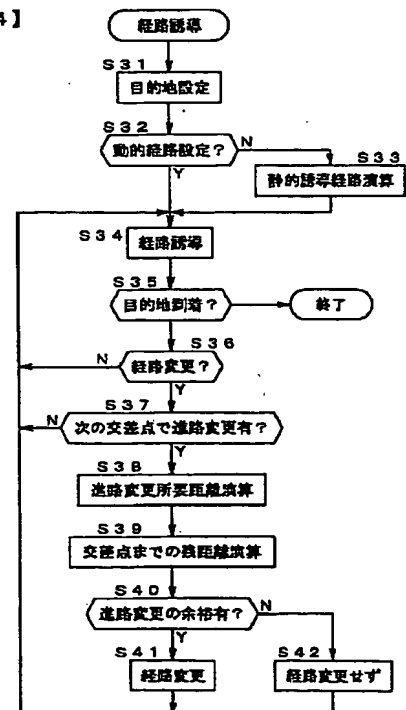 4】
経路誘導
S31
目的地設定
S32
動的経路設定？
N
S33
静的誘導経路演算
Y
S34
経路誘導
S35
目的地到着？
終了
S36
N
経路変更？
Y
S37
N
次の交差点で進路変更有？
Y
S38
進路変更所要距離演算
S39
交差点までの残距離演算
S40
進路変更の余裕有？
N
Y
S41
経路変更
S42
経路変更せず